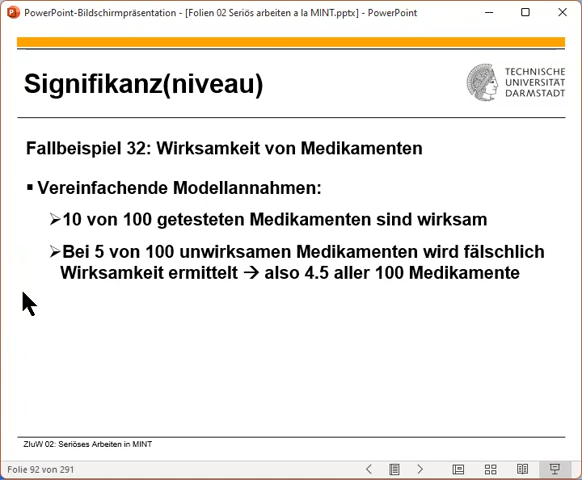 PowerPoint-Bildschirmpräsentation - [Folien 02 Seriös arbeiten a la MINT.pptx] - PowerPoint
Signifikanz(niveau)
TECHNISCHE
UNIVERSITÄT
DARMSTADT
Fallbeispiel 32: Wirksamkeit von Medikamenten
▪ Vereinfachende Modellannahmen:
➢10 von 100 getesteten Medikamenten sind wirksam
➢Bei 5 von 100 unwirksamen Medikamenten wird fälschlich
Wirksamkeit ermittelt → also 4.5 aller 100 Medikamente
ZIuW 02: Seriöses Arbeiten in MINT
Folie 92 von 291